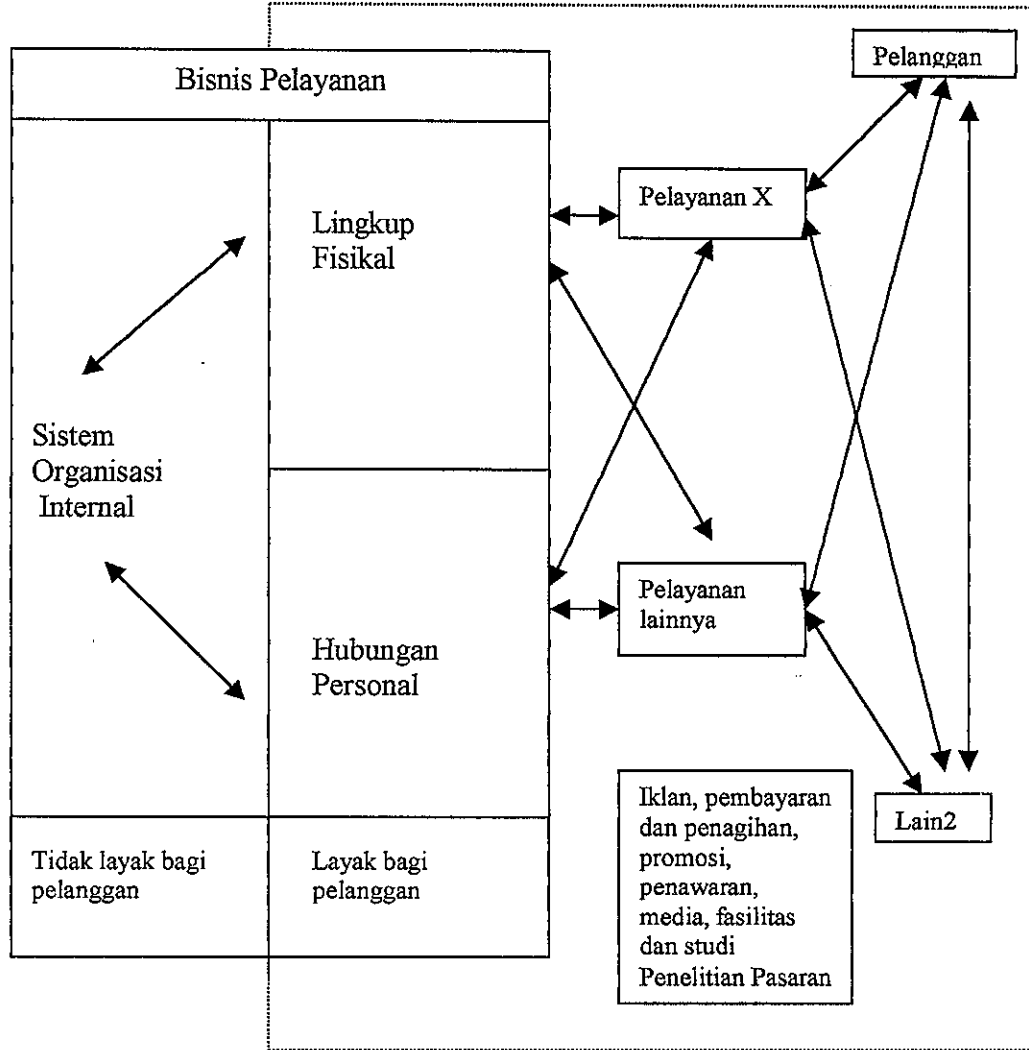 Bisnis Pelayanan
Pelanggan
Lingkup
Fisikal
Pelayanan X
Sistem
Organisasi
Internal
Hubungan
Personal
Pelayanan
lainnya
Tidak layak bagi
pelanggan
Layak bagi
pelanggan
Iklan, pembayaran
dan penagihan,
promosi,
penawaran,
media, fasilitas
dan studi
Penelitian Pasaran
Lain2